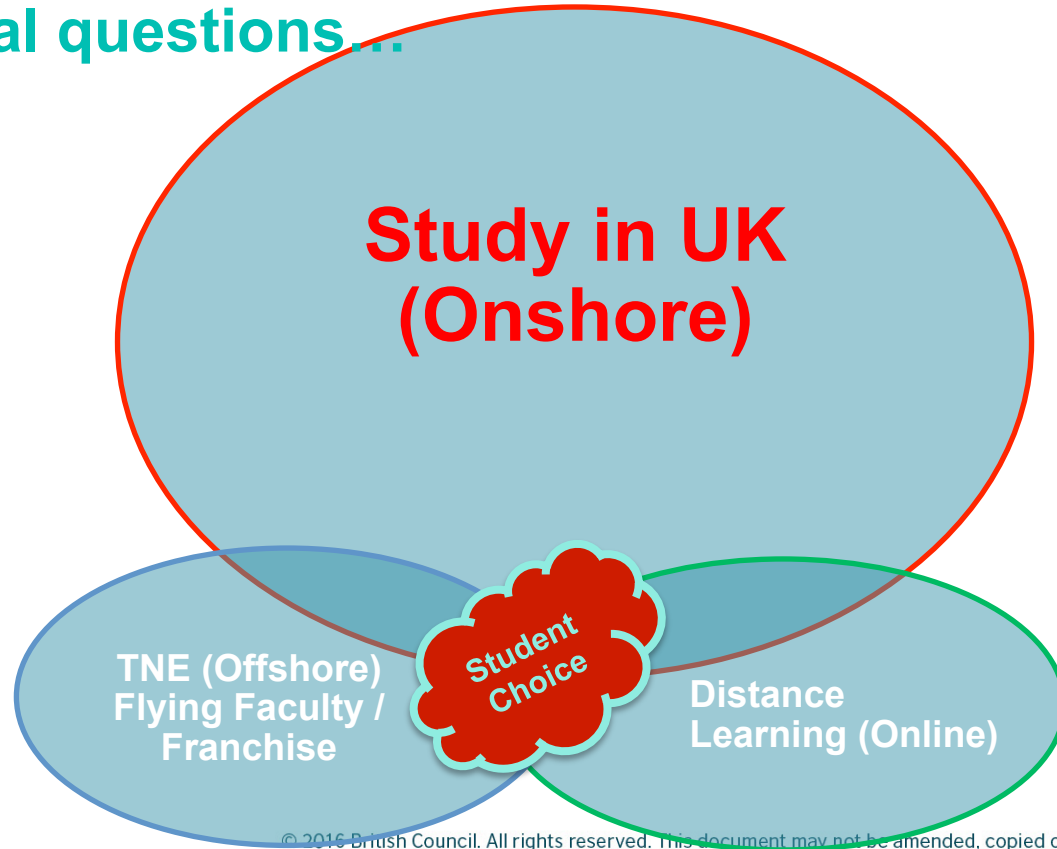 al questions…
Study in UK
(Onshore)
Student
Choice
TNE (Offshore)
Flying Faculty /
Franchise
Distance
Learning (Online)
© 2016 British Council. All rights reserved. This document may not be amended, copied